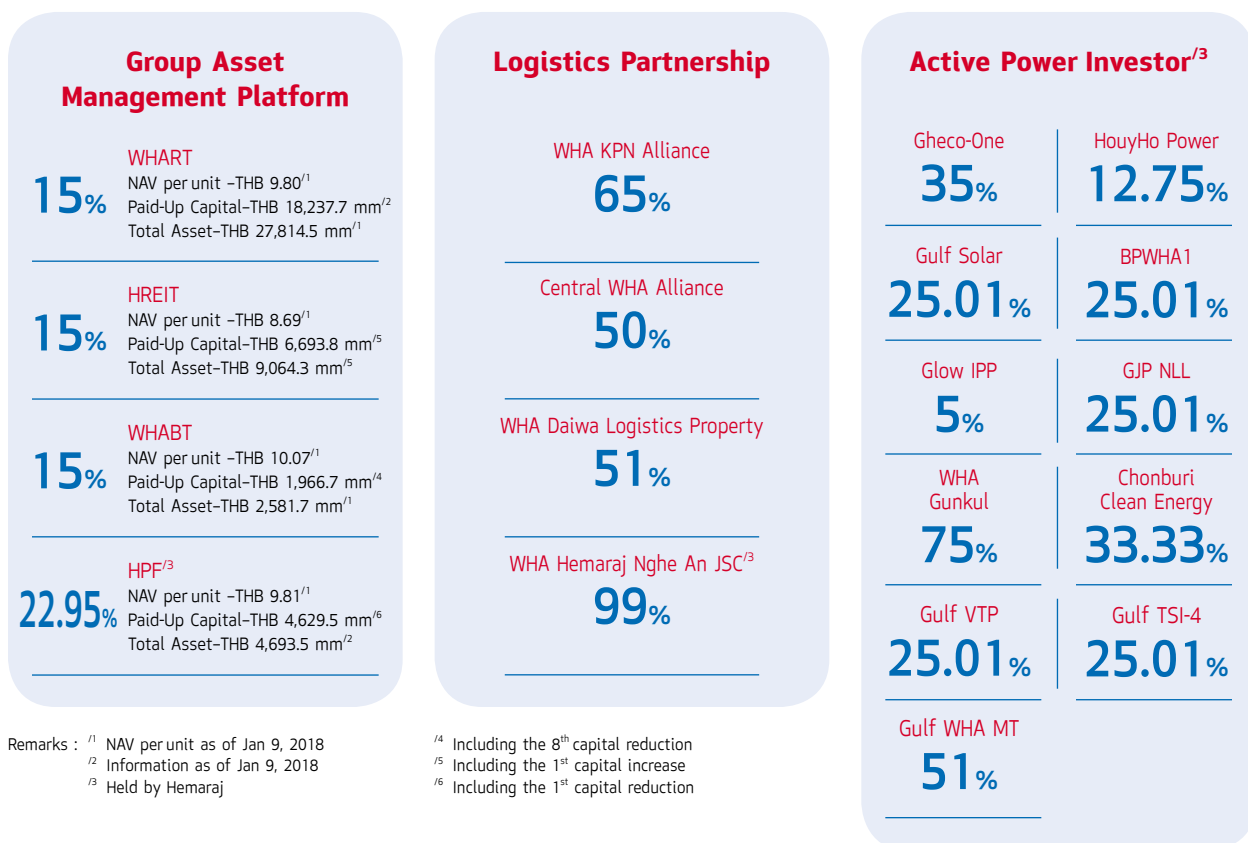 Group Asset
Management Platform
15%
WHART
NAV per unit –THB 9.80/1
Paid-Up Capital–THB 18,237.7 mm/2
Total Asset–THB 27,814.5 mm/1
15%
HREIT
NAV per unit –THB 8.69/1
Paid-Up Capital–THB 6,693.8 mm/5
Total Asset–THB 9,064.3 mm/5
15%
WHABT
NAV per unit –THB 10.07/1
Paid-Up Capital–THB 1,966.7 mm/4
Total Asset–THB 2,581.7 mm/1
22.95%
HPF/3
NAV per unit –THB 9.81/1
Paid-Up Capital–THB 4,629.5 mm/6
Total Asset–THB 4,693.5 mm/2
Logistics Partnership
WHA KPN Alliance
65%
Central WHA Alliance
50%
WHA Daiwa Logistics Property
51%
WHA Hemaraj Nghe An JSC/3
99%
Active Power Investor/3
Gheco-One
35%
HouyHo Power
12.75%
Gulf Solar
25.01%
BPWHA1
25.01%
Glow IPP
5%
GJP NLL
25.01%
WHA
Gunkul
75%
Chonburi
Clean Energy
33.33%
Gulf VTP
25.01%
Gulf TSI-4
25.01%
Gulf WHA MT
51%
Remarks : /1 NAV per unit as of Jan 9, 2018
/2 Information as of Jan 9, 2018
/3 Held by Hemaraj
/4 Including the 8th capital reduction
/5 Including the 1st capital increase
/6 Including the 1st capital reduction